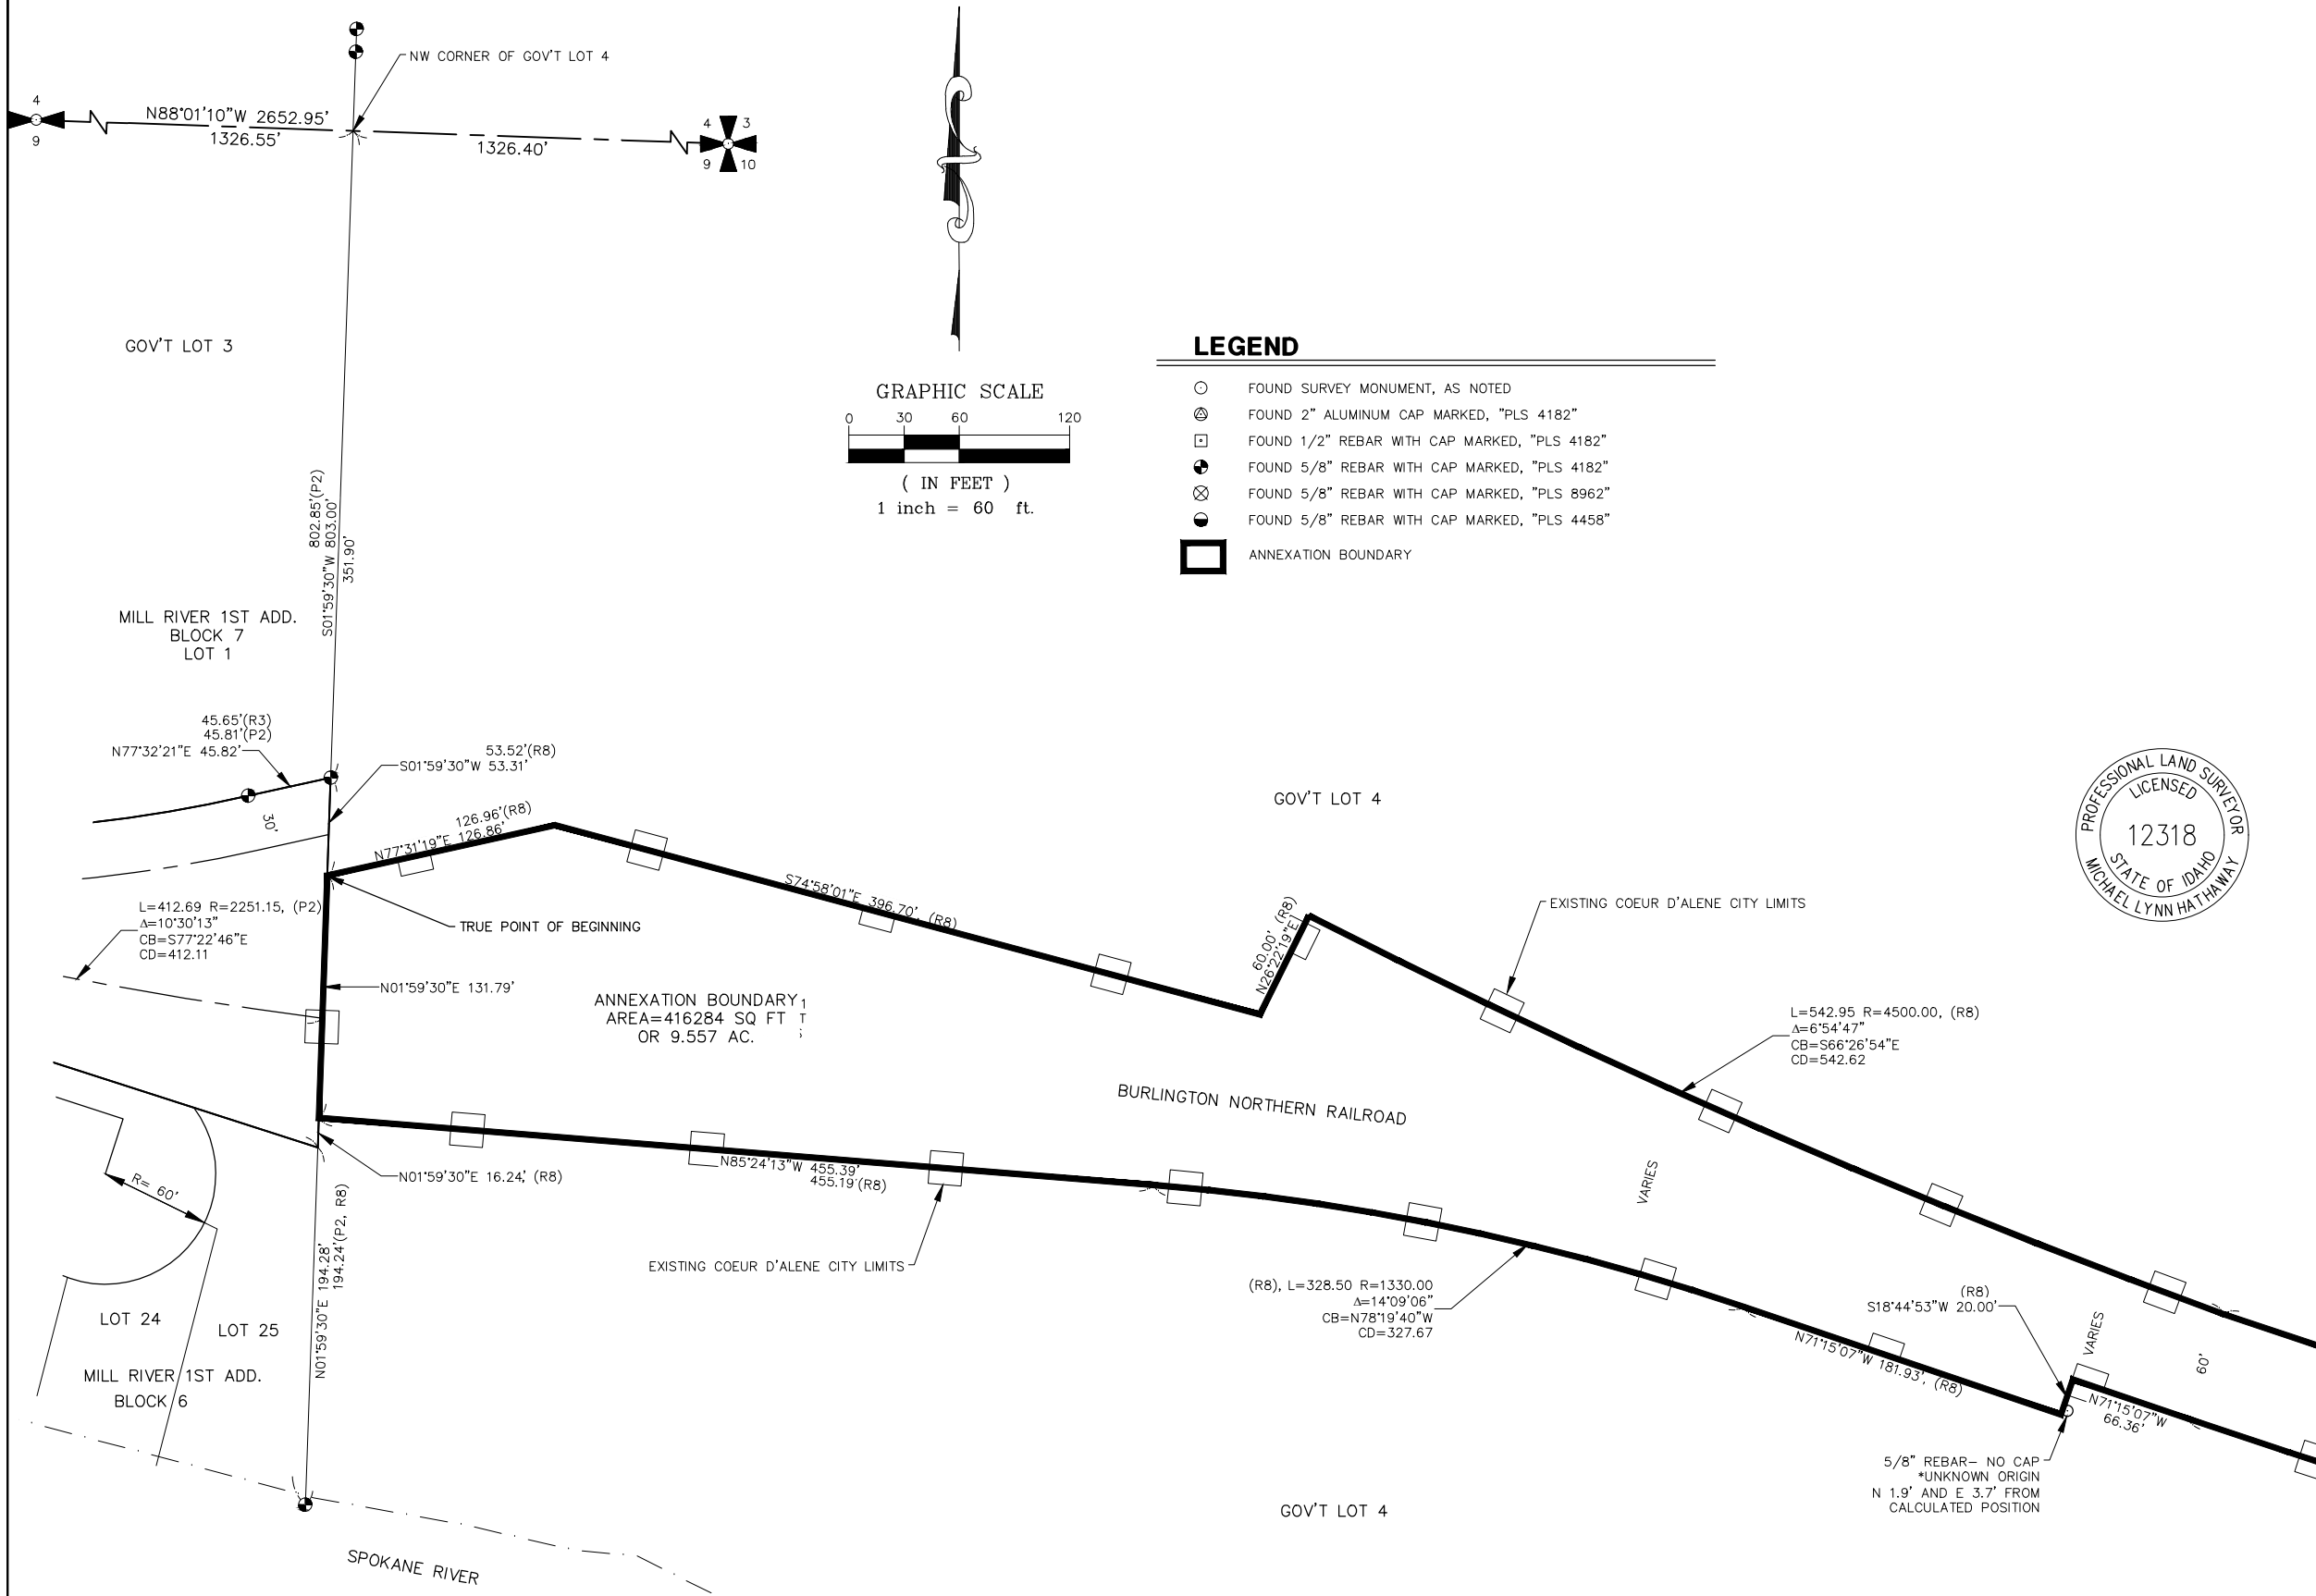 NW CORNER OF GOV'T LOT 4
4
9
N88°01'10"W 2652.95'
1326.55'
1326.40'
4 3
9 10
GOV'T LOT 3
802.85'(P2)
S01°59'30"W 803.00'
351.90'
GRAPHIC SCALE
0 30 60 120
( IN FEET )
1 inch = 60 ft.
LEGEND
FOUND SURVEY MONUMENT, AS NOTED
FOUND 2" ALUMINUM CAP MARKED, "PLS 4182"
FOUND 1/2" REBAR WITH CAP MARKED, "PLS 4182"
FOUND 5/8" REBAR WITH CAP MARKED, "PLS 4182"
FOUND 5/8" REBAR WITH CAP MARKED, "PLS 8962"
FOUND 5/8" REBAR WITH CAP MARKED, "PLS 4458"
ANNEXATION BOUNDARY
MILL RIVER 1ST ADD.
BLOCK 7
LOT 1
45.65'(R3)
45.81'(P2)
N77°32'21"E 45.82'
53.52'(R8)
S01°59'30"W 53.31'
30'
126.96'(R8)
N77°31'19"E 126.86'
S74°58'01"E 396.70', (R8)
GOV'T LOT 4
PROFESSIONAL LAND SURVEYOR
LICENSED
12318
STATE OF IDAHO
MICHAEL LYNN HATHAWAY
L=412.69 R=2251.15, (P2)
Δ=10°30'13"
CB=S77°22'46"E
CD=412.11
TRUE POINT OF BEGINNING
N01°59'30"E 131.79'
ANNEXATION BOUNDARY
AREA=416284 SQ FT
OR 9.557 AC.
60.00' (R8)
N26°22'19"E
EXISTING COEUR D'ALENE CITY LIMITS
L=542.95 R=4500.00, (R8)
Δ=6°54'47"
CB=S66°26'54"E
CD=542.62
BURLINGTON NORTHERN RAILROAD
VARIES
R= 60'
N01°59'30"E 16.24', (R8)
N85°24'13"W 455.39'
455.19'(R8)
EXISTING COEUR D'ALENE CITY LIMITS
N01°59'30"E 194.28'
194.24'(P2, R8)
(R8), L=328.50 R=1330.00
Δ=14°09'06"
CB=N78°19'40"W
CD=327.67
(R8)
S18°44'53"W 20.00'
VARIES
60'
N71°15'07"W 181.93', (R8)
N71°15'07"W
66.36'
LOT 24
LOT 25
MILL RIVER 1ST ADD.
BLOCK 6
5/8" REBAR– NO CAP
*UNKNOWN ORIGIN
N 1.9' AND E 3.7' FROM
CALCULATED POSITION
GOV'T LOT 4
SPOKANE RIVER